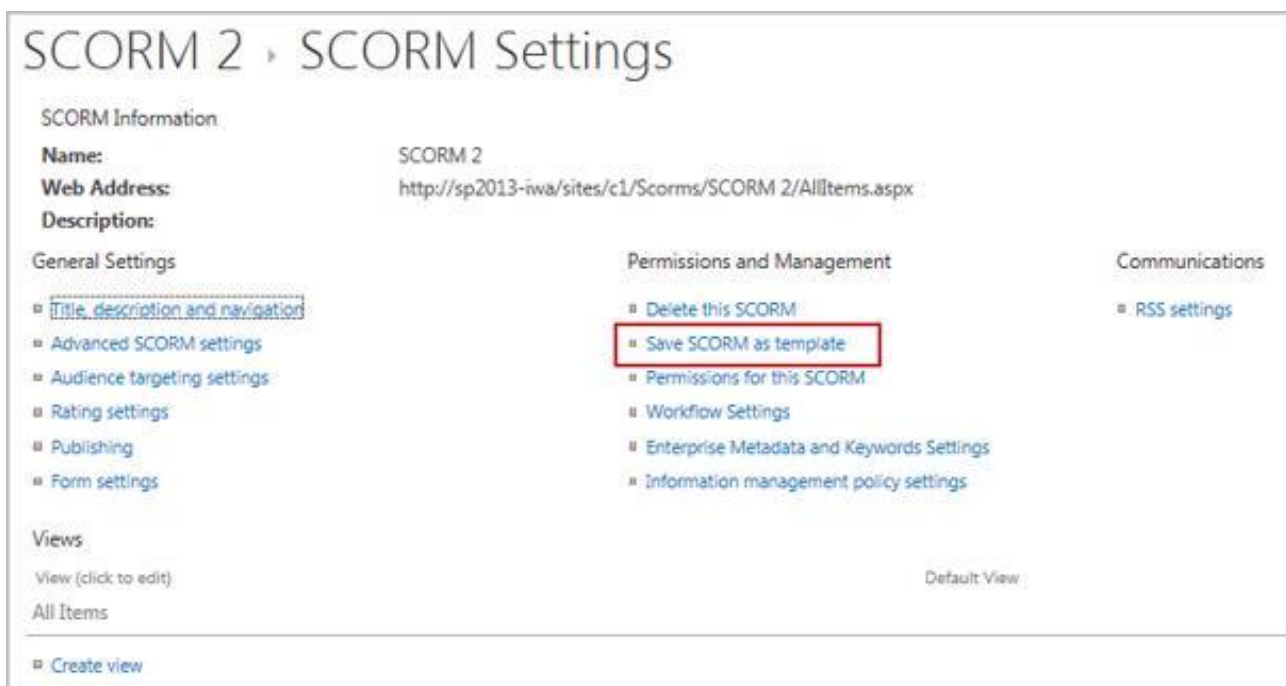 SCORM 2 ▸ SCORM Settings
SCORM Information
Name: SCORM 2
Web Address: http://sp2013-iwa/sites/c1/Scorms/SCORM 2/AllItems.aspx
Description:
General Settings
Title, description and navigation
Advanced SCORM settings
Audience targeting settings
Rating settings
Publishing
Form settings
Permissions and Management
Delete this SCORM
Save SCORM as template
Permissions for this SCORM
Workflow Settings
Enterprise Metadata and Keywords Settings
Information management policy settings
Communications
RSS settings
Views
View (click to edit) Default View
All Items
Create view